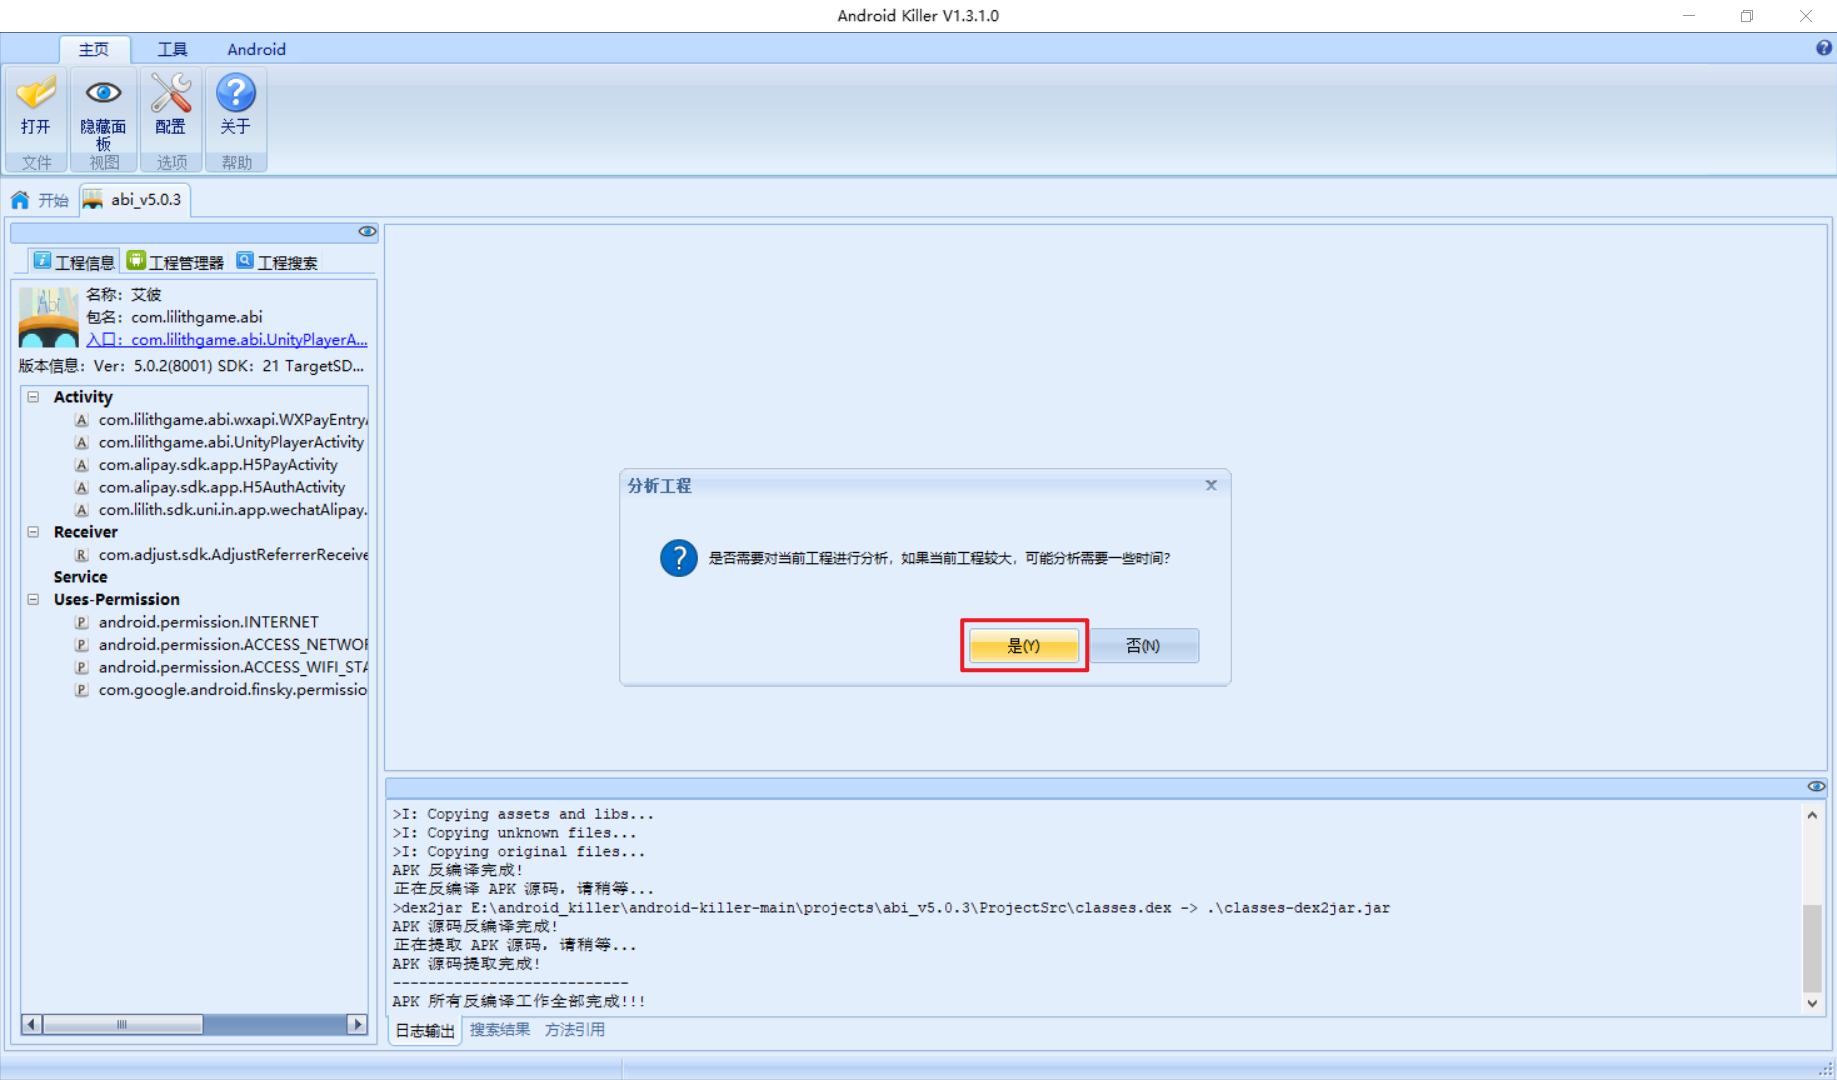 Android Killer V1.3.1.0
主页
工具
Android
打开
隐藏面板
配置
关于
文件
视图
选项
帮助
开始
abi_v5.0.3
工程信息
工程管理器
工程搜索
名称：艾彼
包名：com.lilithgame.abi
入口：com.lilithgame.abi.UnityPlayerA...
版本信息：Ver：5.0.2(8001) SDK：21 TargetSD...
Activity
A com.lilithgame.abi.wxapi.WXPayEntry
A com.lilithgame.abi.UnityPlayerActivity
A com.alipay.sdk.app.H5PayActivity
A com.alipay.sdk.app.H5AuthActivity
A com.lilith.sdk.uni.in.app.wechatAlipay.
Receiver
R com.adjust.sdk.AdjustReferrerReceive
Service
Uses-Permission
P android.permission.INTERNET
P android.permission.ACCESS_NETWOR
P android.permission.ACCESS_WIFI_STA
P com.google.android.finsky.permissio
分析工程
是否需要对当前工程进行分析，如果当前工程较大，可能分析需要一些时间？
是(Y)
否(N)
>I: Copying assets and libs...
>I: Copying unknown files...
>I: Copying original files...
APK 反编译完成!
正在反编译 APK 源码，请稍等...
>dex2jar E:\android_killer\android-killer-main\projects\abi_v5.0.3\ProjectSrc\classes.dex -> .\classes-dex2jar.jar
APK 源码反编译完成!
正在提取 APK 源码，请稍等...
APK 源码提取完成!
---------------------------
APK 所有反编译工作全部完成!!!
日志输出
搜索结果
方法引用